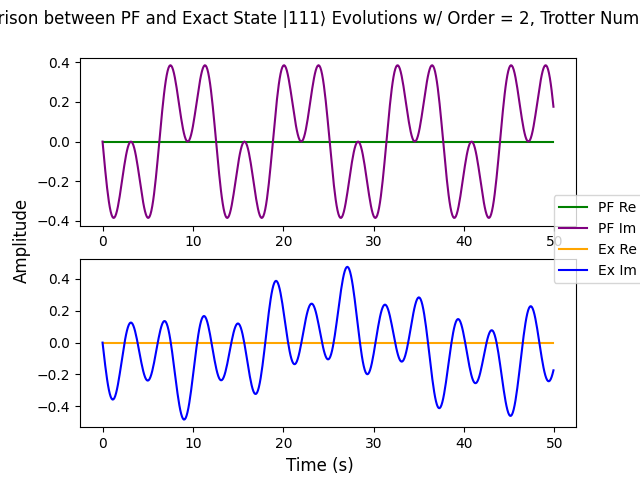 State |111⟩ Evolutions w/ Order = 2, Trotter
between PF and Exact
0.4
0.2
0.0
−0.2
−0.4
0 10 20 30 40 50
PF Re
PF Im
Ex Re
Ex Im
Amplitude
0.4
0.2
0.0
−0.2
−0.4
0 10 20 30 40 50
Time (s)